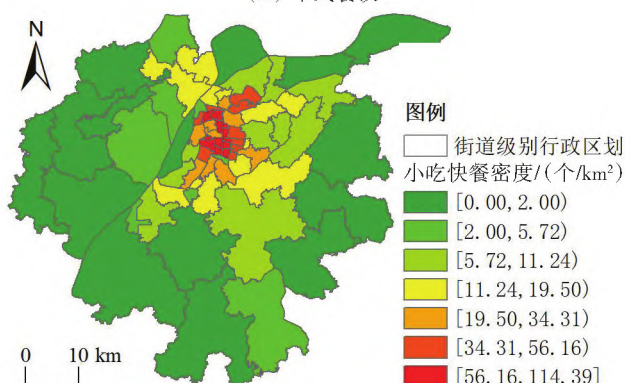 N
图例
街道级别行政区划
小吃快餐密度/(个/km²)
[0.00,2.00)
[2.00,5.72)
[5.72,11.24)
[11.24,19.50)
[19.50,34.31)
[34.31,56.16)
[56.16,114.39]
0 10 km